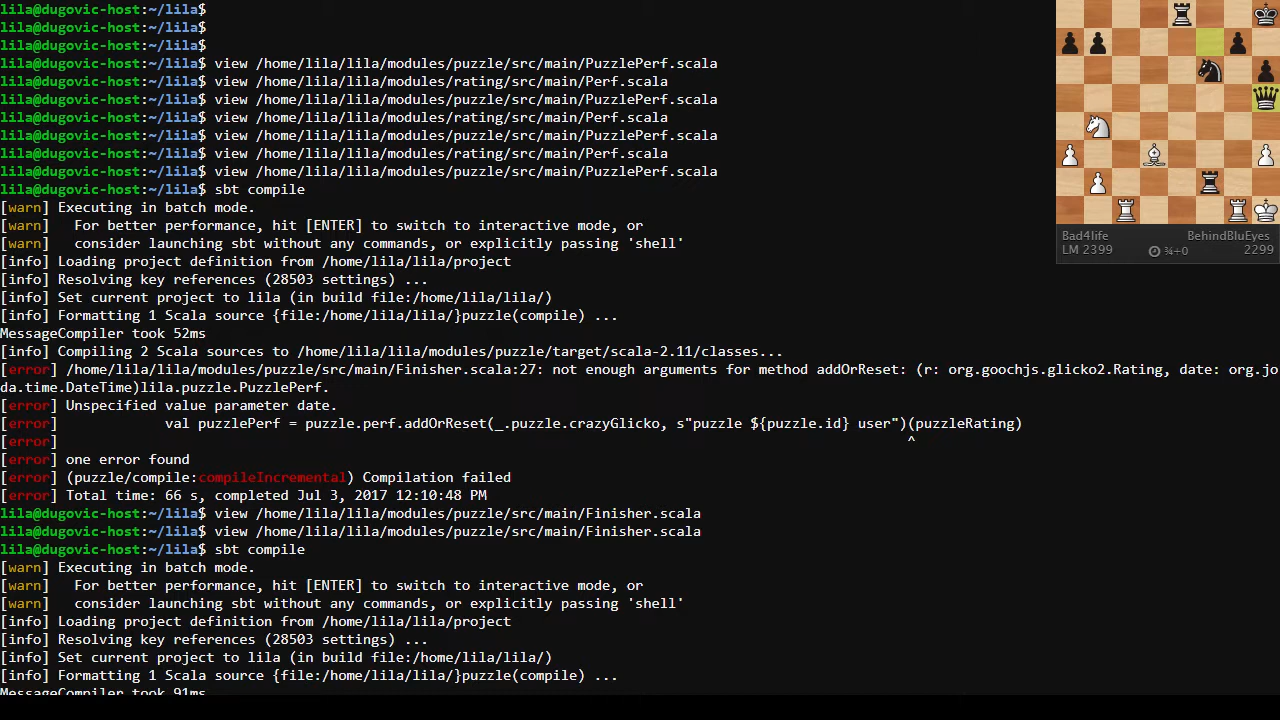 lila@dugovic-host:~/lila$
lila@dugovic-host:~/lila$
lila@dugovic-host:~/lila$
lila@dugovic-host:~/lila$ view /home/lila/lila/modules/puzzle/src/main/PuzzlePerf.scala
lila@dugovic-host:~/lila$ view /home/lila/lila/modules/rating/src/main/Perf.scala
lila@dugovic-host:~/lila$ view /home/lila/lila/modules/puzzle/src/main/PuzzlePerf.scala
lila@dugovic-host:~/lila$ view /home/lila/lila/modules/rating/src/main/Perf.scala
lila@dugovic-host:~/lila$ view /home/lila/lila/modules/puzzle/src/main/PuzzlePerf.scala
lila@dugovic-host:~/lila$ view /home/lila/lila/modules/rating/src/main/Perf.scala
lila@dugovic-host:~/lila$ view /home/lila/lila/modules/puzzle/src/main/PuzzlePerf.scala
lila@dugovic-host:~/lila$ sbt compile
[warn] Executing in batch mode.
[warn]   For better performance, hit [ENTER] to switch to interactive mode, or
[warn]   consider launching sbt without any commands, or explicitly passing 'shell'
[info] Loading project definition from /home/lila/lila/project
[info] Resolving key references (28503 settings) ...
[info] Set current project to lila (in build file:/home/lila/lila/)
[info] Formatting 1 Scala source {file:/home/lila/lila/}puzzle(compile) ...
MessageCompiler took 52ms
[info] Compiling 2 Scala sources to /home/lila/lila/modules/puzzle/target/scala-2.11/classes...
[error] /home/lila/lila/modules/puzzle/src/main/Finisher.scala:27: not enough arguments for method addOrReset: (r: org.goochjs.glicko2.Rating, date: org.jo
da.time.DateTime)lila.puzzle.PuzzlePerf.
[error] Unspecified value parameter date.
[error]             val puzzlePerf = puzzle.perf.addOrReset(_.puzzle.crazyGlicko, s"puzzle ${puzzle.id} user")(puzzleRating)
[error]                                                                                                       ^
[error] one error found
[error] (puzzle/compile:compileIncremental) Compilation failed
[error] Total time: 66 s, completed Jul 3, 2017 12:10:48 PM
lila@dugovic-host:~/lila$ view /home/lila/lila/modules/puzzle/src/main/Finisher.scala
lila@dugovic-host:~/lila$ view /home/lila/lila/modules/puzzle/src/main/Finisher.scala
lila@dugovic-host:~/lila$ sbt compile
[warn] Executing in batch mode.
[warn]   For better performance, hit [ENTER] to switch to interactive mode, or
[warn]   consider launching sbt without any commands, or explicitly passing 'shell'
[info] Loading project definition from /home/lila/lila/project
[info] Resolving key references (28503 settings) ...
[info] Set current project to lila (in build file:/home/lila/lila/)
[info] Formatting 1 Scala source {file:/home/lila/lila/}puzzle(compile) ...
MessageCompiler took 91ms
Bad4life BehindBluEyes
LM 2399 ¾+0 2299